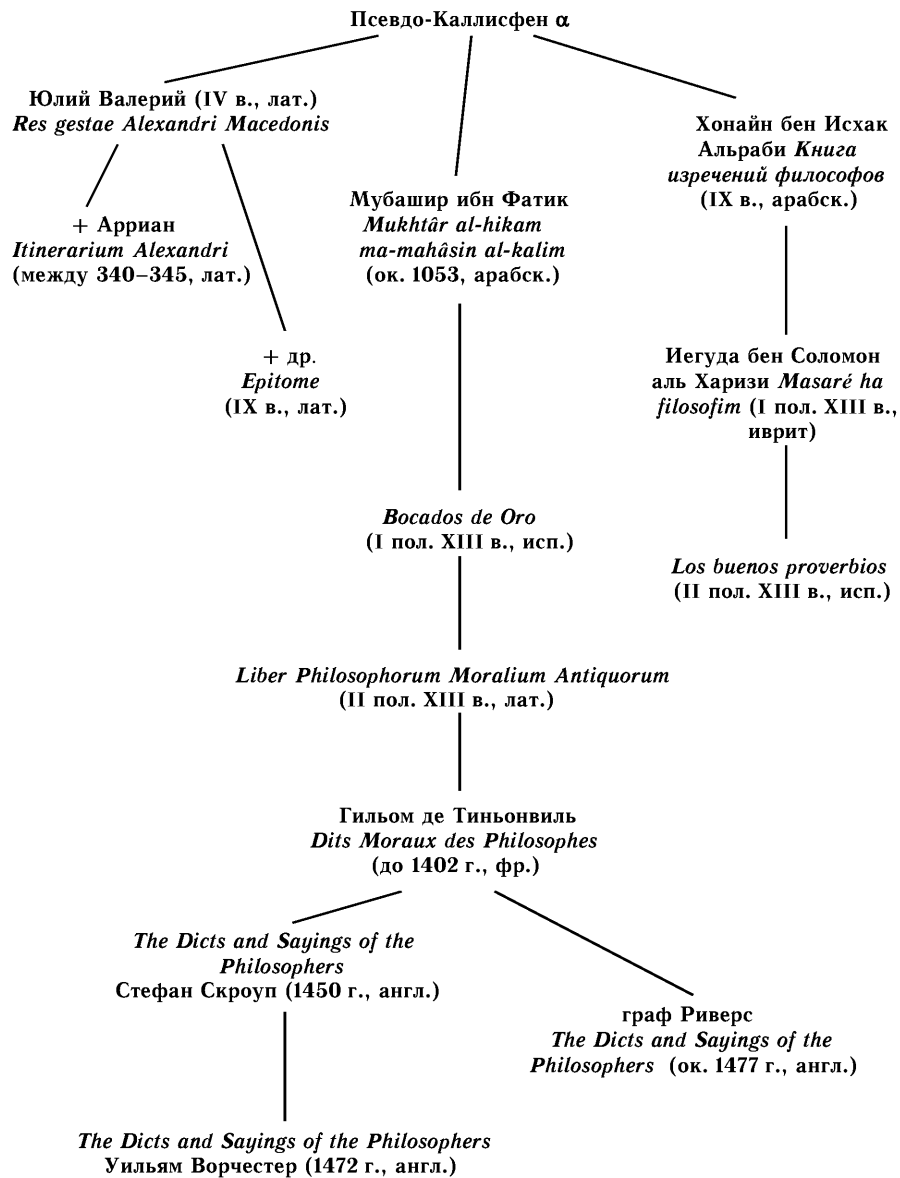 Псевдо-Каллисфен α
Юлий Валерий (IV в., лат.)
Res gestae Alexandri Macedonis
Хонайн бен Исхак
Альраби Книга
изречений философов
(IX в., арабск.)
Мубашир ибн Фатик
Mukhtâr al-hikam
ma-mahâsin al-kalim
(ок. 1053, арабск.)
+ Арриан
Itinerarium Alexandri
(между 340–345, лат.)
+ др.
Epitome
(IX в., лат.)
Иегуда бен Соломон
аль Харизи Masaré ha
filosofim (I пол. XIII в.,
иврит)
Bocados de Oro
(I пол. XIII в., исп.)
Los buenos proverbios
(II пол. XIII в., исп.)
Liber Philosophorum Moralium Antiquorum
(II пол. XIII в., лат.)
Гильом де Тиньонвиль
Dits Moraux des Philosophes
(до 1402 г., фр.)
The Dicts and Sayings of the
Philosophers
Стефан Скроуп (1450 г., англ.)
граф Риверс
The Dicts and Sayings of the
Philosophers (ок. 1477 г., англ.)
The Dicts and Sayings of the Philosophers
Уильям Ворчестер (1472 г., англ.)